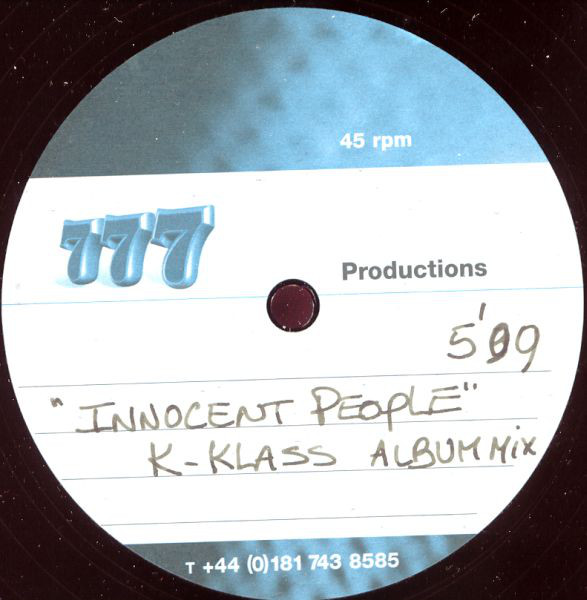 45 rpm
777
Productions
5'09
"INNOCENT PEOPLE"
K-KLASS ALBUM MIX
T +44 (0)181 743 8585